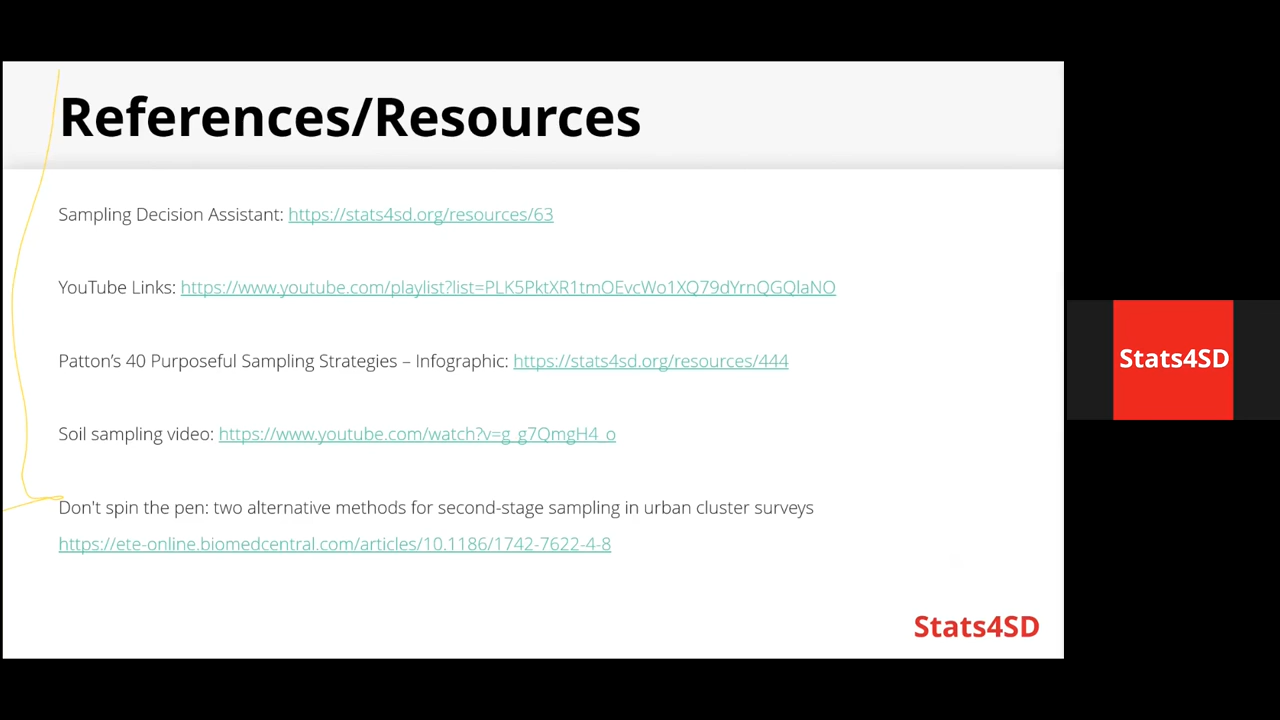 References/Resources
Sampling Decision Assistant: https://stats4sd.org/resources/63
YouTube Links: https://www.youtube.com/playlist?list=PLK5PktXR1tmOEvcWo1XQ79dYrnQGQlaNO
Patton’s 40 Purposeful Sampling Strategies – Infographic: https://stats4sd.org/resources/444
Soil sampling video: https://www.youtube.com/watch?v=g_g7QmgH4_o
Don't spin the pen: two alternative methods for second-stage sampling in urban cluster surveys
https://ete-online.biomedcentral.com/articles/10.1186/1742-7622-4-8
Stats4SD
Stats4SD